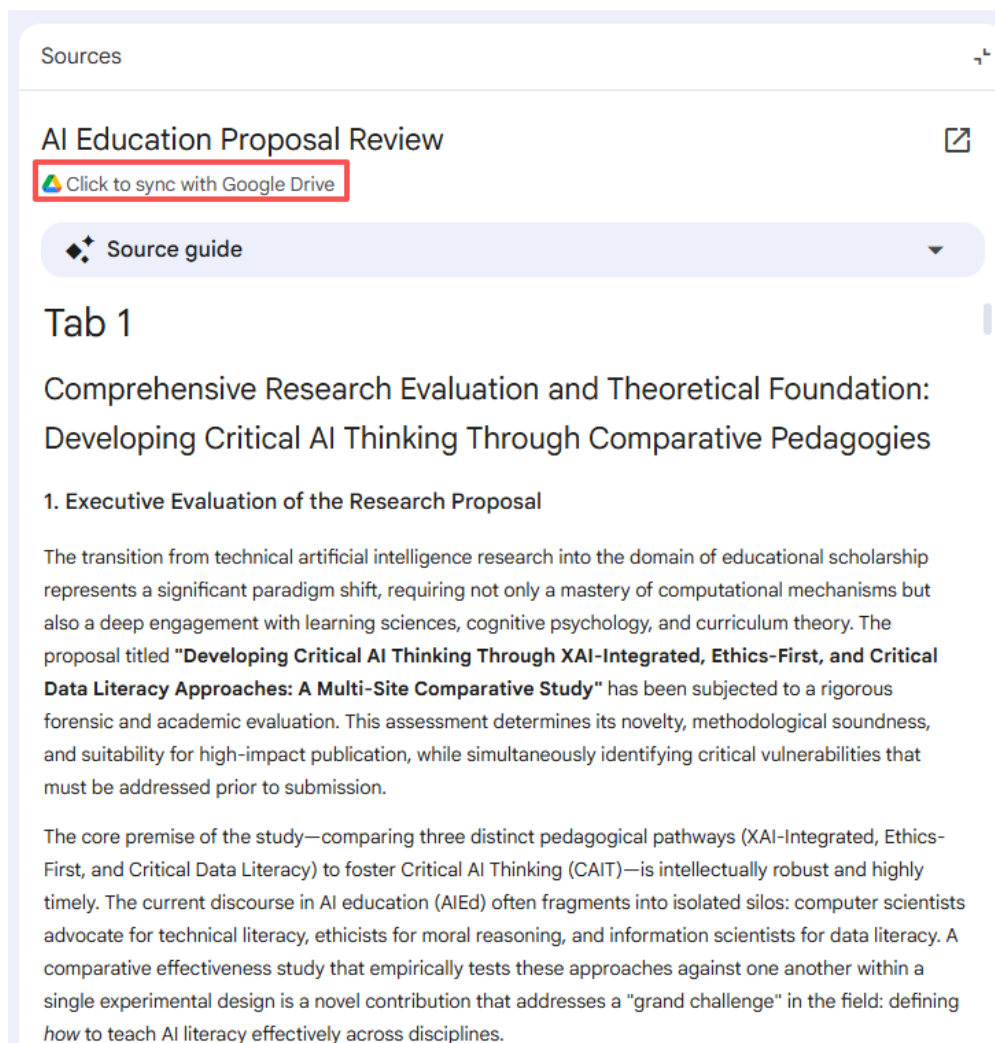 Sources
AI Education Proposal Review
Click to sync with Google Drive
Source guide
Tab 1
Comprehensive Research Evaluation and Theoretical Foundation:
Developing Critical AI Thinking Through Comparative Pedagogies
1. Executive Evaluation of the Research Proposal
The transition from technical artificial intelligence research into the domain of educational scholarship
represents a significant paradigm shift, requiring not only a mastery of computational mechanisms but
also a deep engagement with learning sciences, cognitive psychology, and curriculum theory. The
proposal titled "Developing Critical AI Thinking Through XAI-Integrated, Ethics-First, and Critical
Data Literacy Approaches: A Multi-Site Comparative Study" has been subjected to a rigorous
forensic and academic evaluation. This assessment determines its novelty, methodological soundness,
and suitability for high-impact publication, while simultaneously identifying critical vulnerabilities that
must be addressed prior to submission.
The core premise of the study—comparing three distinct pedagogical pathways (XAI-Integrated, Ethics-
First, and Critical Data Literacy) to foster Critical AI Thinking (CAIT)—is intellectually robust and highly
timely. The current discourse in AI education (AIEd) often fragments into isolated silos: computer scientists
advocate for technical literacy, ethicists for moral reasoning, and information scientists for data literacy. A
comparative effectiveness study that empirically tests these approaches against one another within a
single experimental design is a novel contribution that addresses a "grand challenge" in the field: defining
how to teach AI literacy effectively across disciplines.